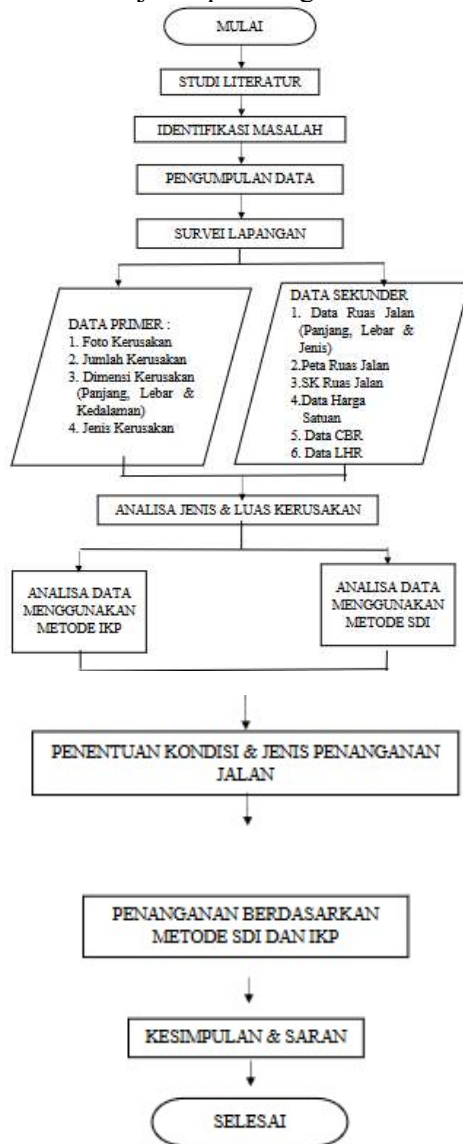 MULAI
STUDI LITERATUR
IDENTIFIKASI MASALAH
PENGUMPULAN DATA
SURVEI LAPANGAN
DATA PRIMER :
1. Foto Kerusakan
2. Jumlah Kerusakan
3. Dimensi Kerusakan
(Panjang, Lebar &
Kedalaman)
4. Jenis Kerusakan
DATA SEKUNDER
1. Data Ruas Jalan
(Panjang, Lebar &
Jenis)
2.Peta Ruas Jalan
3.SK Ruas Jalan
4.Data Harga
Satuan
5. Data CBR
6. Data LHR
ANALISA JENIS & LUAS KERUSAKAN
ANALISA DATA
MENGGUNAKAN
METODE IKP
ANALISA DATA
MENGGUNAKAN
METODE SDI
PENENTUAN KONDISI & JENIS PENANGANAN
JALAN
PENANGANAN BERDASARKAN
METODE SDI DAN IKP
KESIMPULAN & SARAN
SELESAI